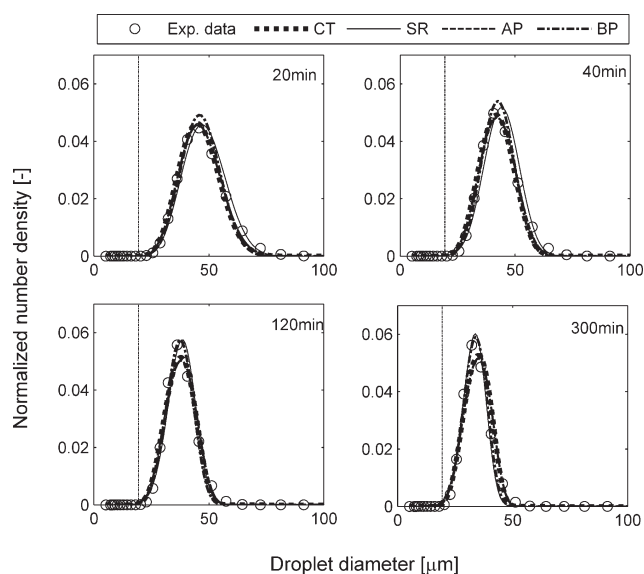 Exp. data CT SR AP BP
Normalized number density [-]
20min
0.06
0.04
0.02
0
0 50 100
40min
0.06
0.04
0.02
0
0 50 100
120min
0.06
0.04
0.02
0
0 50 100
300min
0.06
0.04
0.02
0
0 50 100
Droplet diameter [μm]